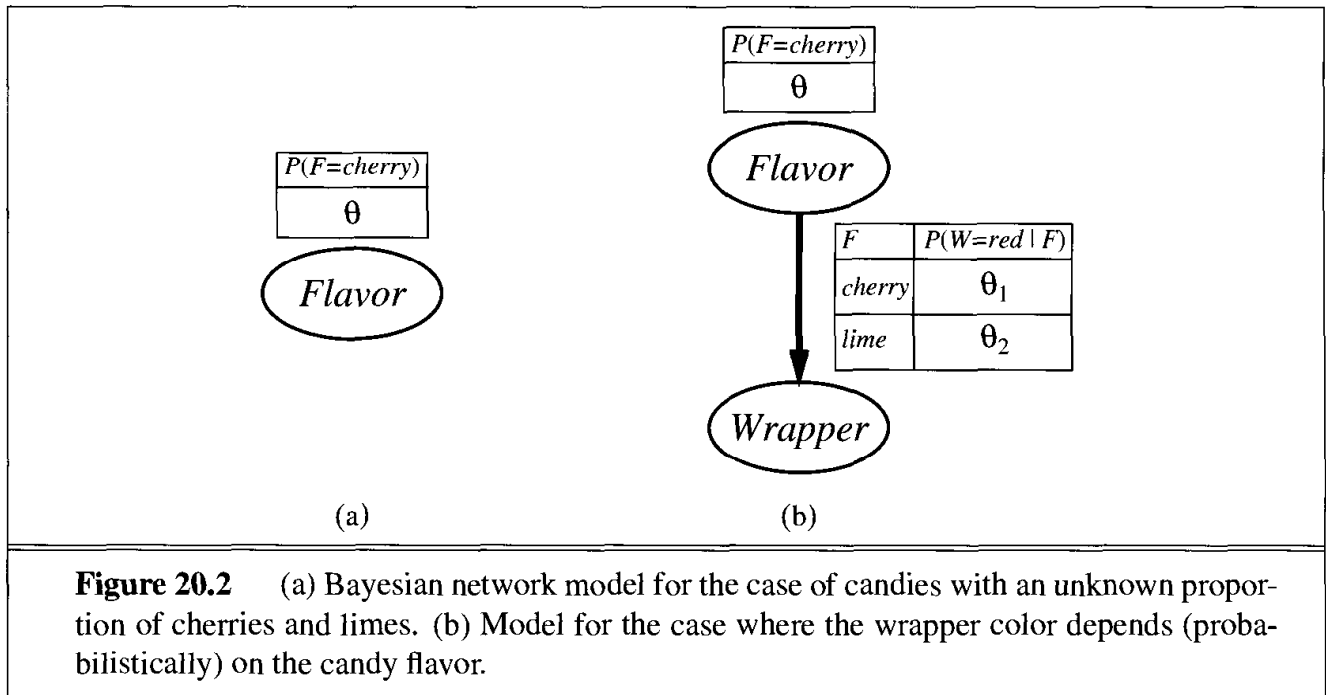 P(F=cherry)
θ
Flavor
(a)
P(F=cherry)
θ
Flavor
F P(W=red | F)
cherry θ₁
lime θ₂
Wrapper
(b)
Figure 20.2 (a) Bayesian network model for the case of candies with an unknown propor-
tion of cherries and limes. (b) Model for the case where the wrapper color depends (proba-
bilistically) on the candy flavor.